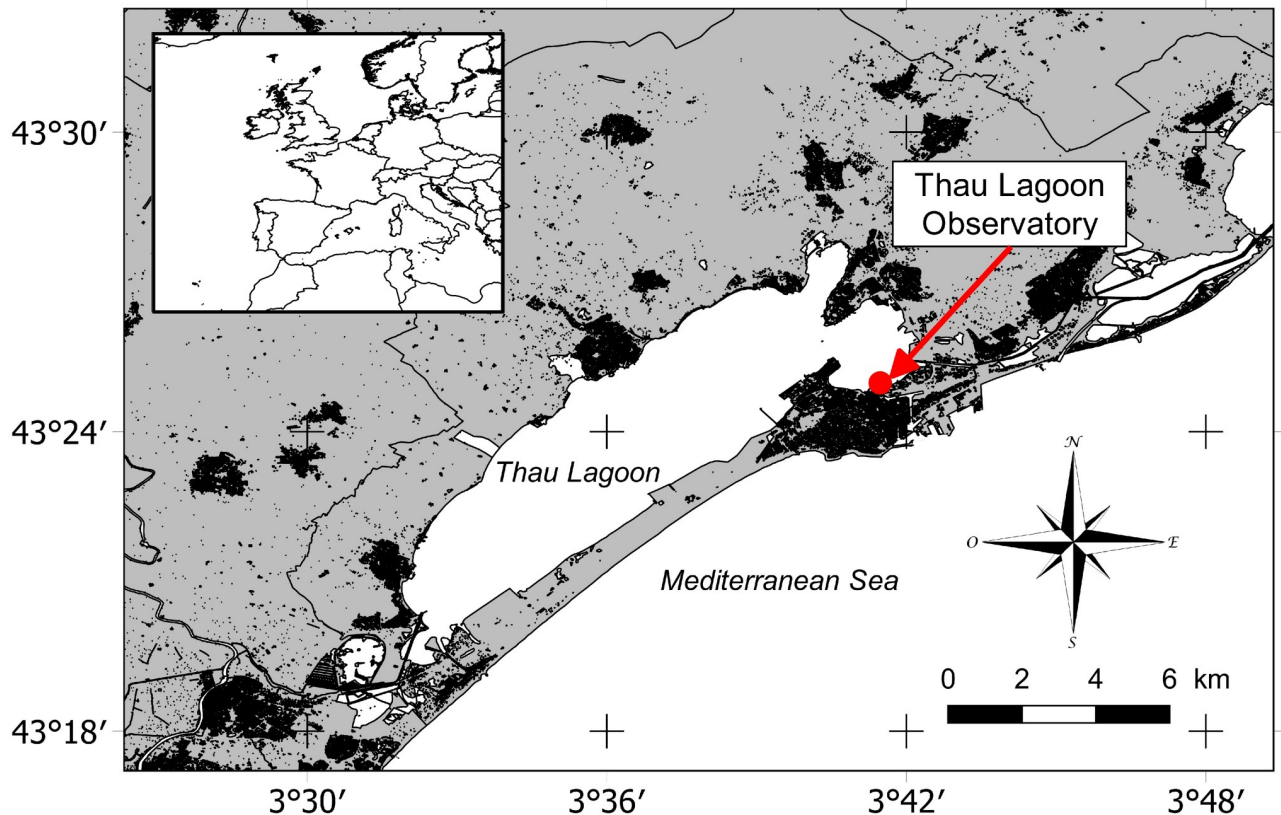 43°30′
43°24′
43°18′
Thau Lagoon
Observatory
Thau Lagoon
Mediterranean Sea
N
O
E
S
0 2 4 6 km
3°30′ 3°36′ 3°42′ 3°48′